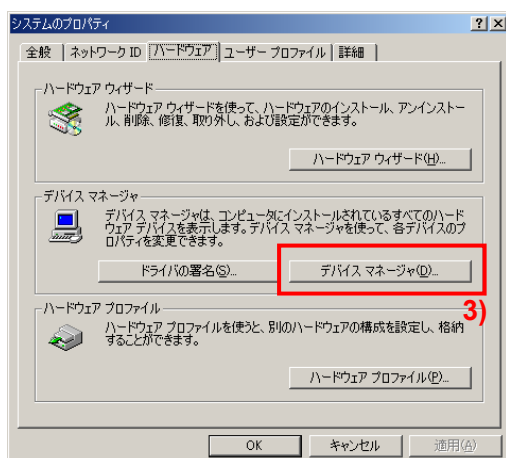 システムのプロパティ
全般 ネットワーク ID ハードウェア ユーザー プロファイル 詳細
ハードウェア ウィザード
ハードウェア ウィザードを使って、ハードウェアのインストール、アンインストー
ル、削除、修復、取り外し、および設定ができます。
ハードウェア ウィザード(H)...
デバイス マネージャ
デバイス マネージャは、コンピュータにインストールされているすべてのハード
ウェア デバイスを表示します。デバイス マネージャを使って、各デバイスのプ
ロパティを変更できます。
ドライバの署名(S)... デバイス マネージャ(D)...
3)
ハードウェア プロファイル
ハードウェア プロファイルを使うと、別のハードウェアの構成を設定し、格納
することができます。
ハードウェア プロファイル(P)...
OK キャンセル 適用(A)